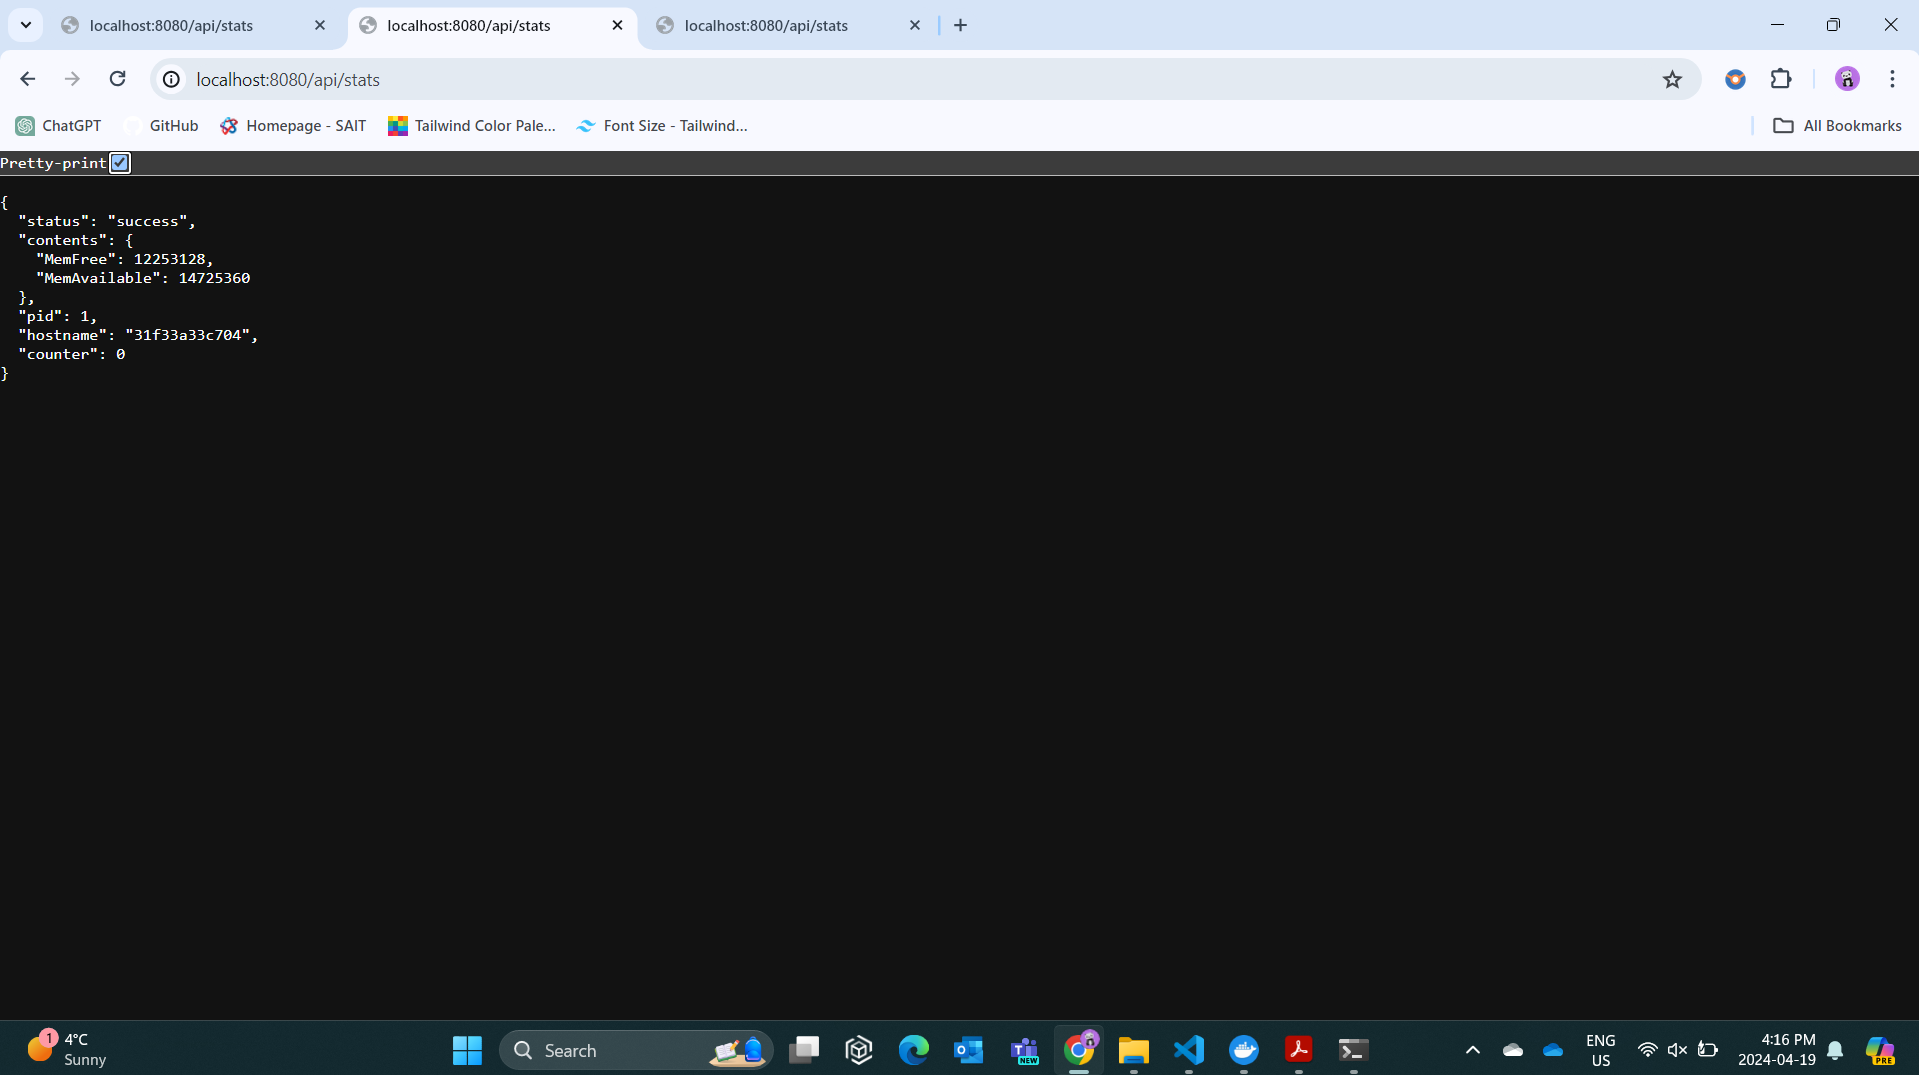 localhost:8080/api/stats
localhost:8080/api/stats
localhost:8080/api/stats
localhost:8080/api/stats
ChatGPT
GitHub
Homepage - SAIT
Tailwind Color Pale...
Font Size - Tailwind...
All Bookmarks
Pretty-print
{
  "status": "success",
  "contents": {
    "MemFree": 12253128,
    "MemAvailable": 14725360
  },
  "pid": 1,
  "hostname": "31f33a33c704",
  "counter": 0
}
1
4°C
Sunny
Search
NEW
ENG
US
4:16 PM
2024-04-19
PRE